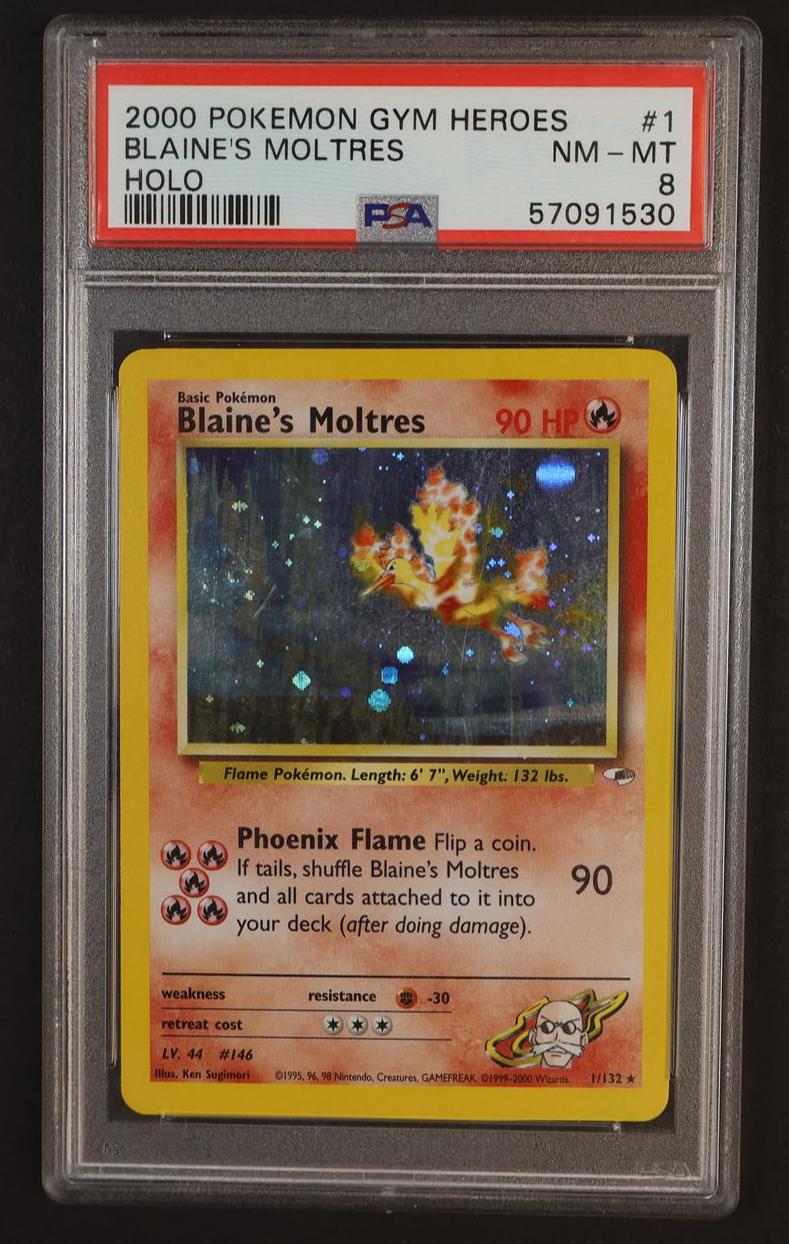 2000 POKEMON GYM HEROES #1
BLAINE'S MOLTRES NM - MT
HOLO 8
PSA 57091530
Basic Pokémon
Blaine's Moltres 90 HP
Flame Pokémon. Length: 6' 7", Weight: 132 lbs.
Phoenix Flame Flip a coin.
If tails, shuffle Blaine's Moltres
and all cards attached to it into 90
your deck (after doing damage).
weakness resistance -30
retreat cost
LV. 44 #146
Illus. Ken Sugimori ©1995, 96, 98 Nintendo, Creatures, GAMEFREAK. ©1999-2000 Wizards. 1/132 ★
PSA